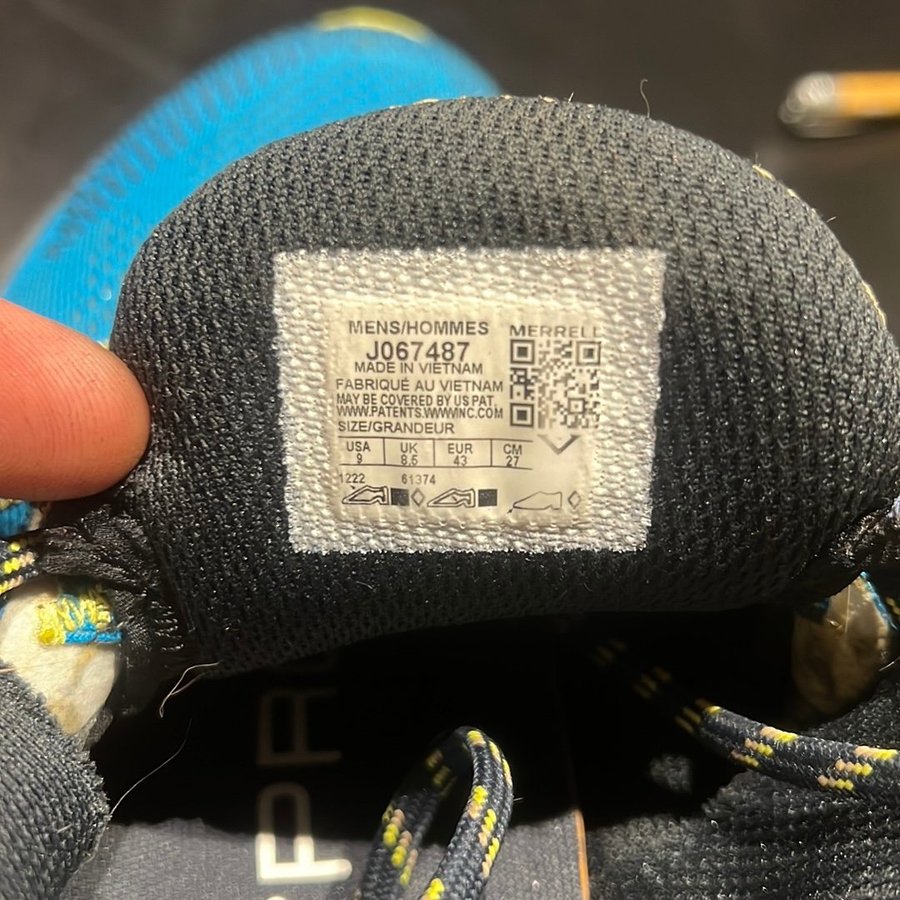 MENS/HOMMES
MERRELL
J067487
MADE IN VIETNAM
FABRIQUÉ AU VIETNAM
MAY BE COVERED BY US PAT.
WWW.PATENTS.WWWINC.COM
SIZE/GRANDEUR
USA UK EUR CM
9 8,5 43 27
1222 61374